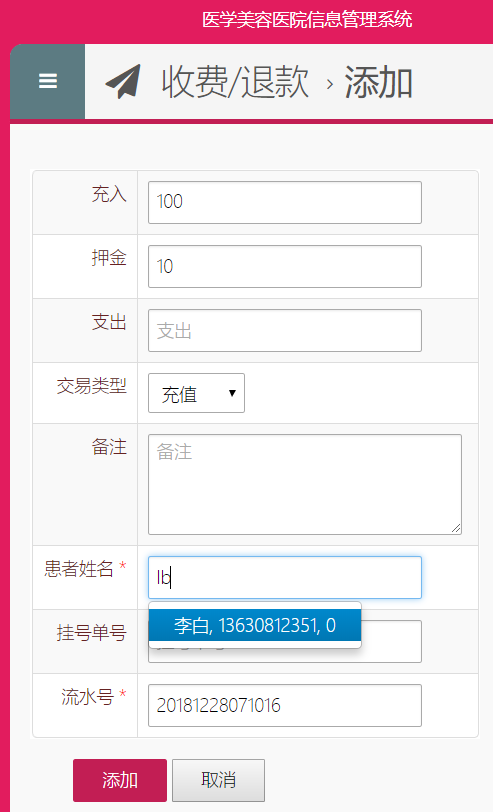 医学美容医院信息管理系统
收费/退款 › 添加
充入
100
押金
10
支出
支出
交易类型
充值
备注
备注
患者姓名 *
lb
李白, 13630812351, 0
挂号单号
流水号 *
20181228071016
添加
取消